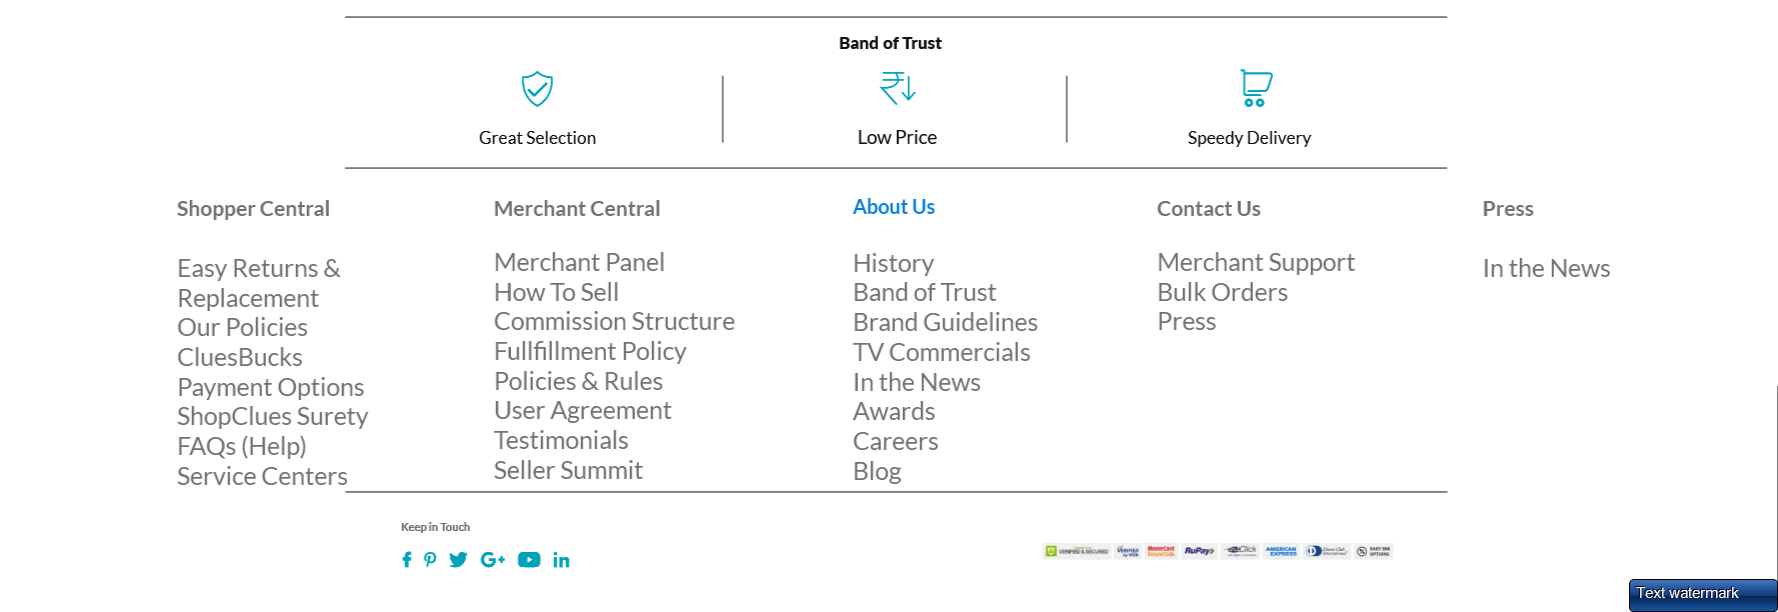 Band of Trust
Great Selection
Low Price
Speedy Delivery
Shopper Central
Easy Returns &
Replacement
Our Policies
CluesBucks
Payment Options
ShopClues Surety
FAQs (Help)
Service Centers
Merchant Central
Merchant Panel
How To Sell
Commission Structure
Fullfillment Policy
Policies & Rules
User Agreement
Testimonials
Seller Summit
About Us
History
Band of Trust
Brand Guidelines
TV Commercials
In the News
Awards
Careers
Blog
Contact Us
Merchant Support
Bulk Orders
Press
Press
In the News
Keep in Touch
VERIFIED & SECURED
VERIFIED
by VISA
MasterCard
SecureCode
RuPay
ezClick
AMERICAN
EXPRESS
Diners Club
International
EASY EMI
OPTIONS
Text watermark